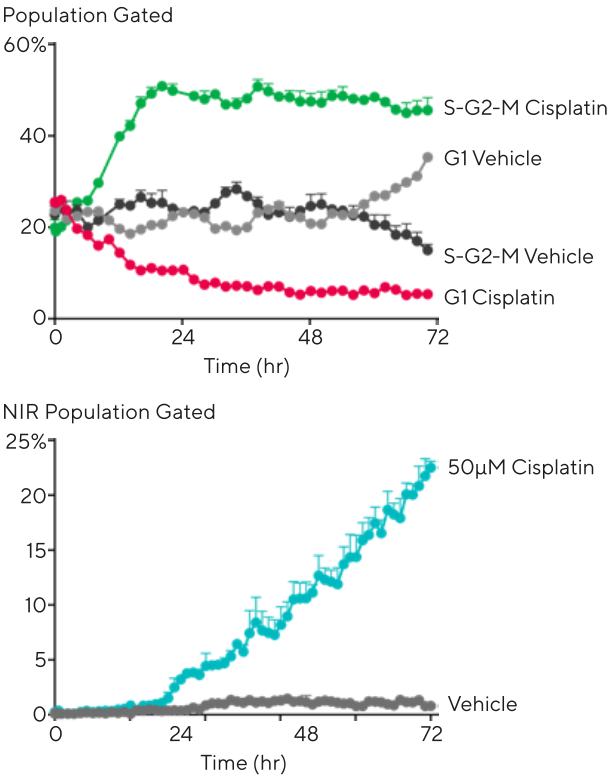 Population Gated
60%
40
20
0
S-G2-M Cisplatin
G1 Vehicle
S-G2-M Vehicle
G1 Cisplatin
0 24 48 72
Time (hr)
NIR Population Gated
25%
20
15
10
5
0
50µM Cisplatin
Vehicle
0 24 48 72
Time (hr)